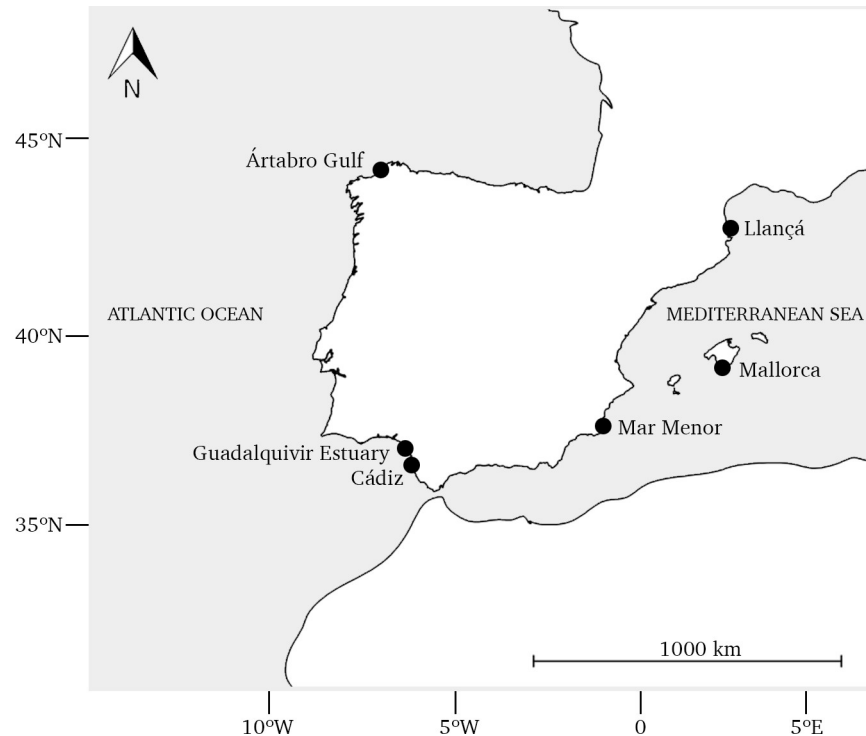 N
45ºN
Ártabro Gulf
Llançá
ATLANTIC OCEAN
MEDITERRANEAN SEA
40ºN
Mallorca
Mar Menor
Guadalquivir Estuary
Cádiz
35ºN
1000 km
10ºW
5ºW
0
5ºE